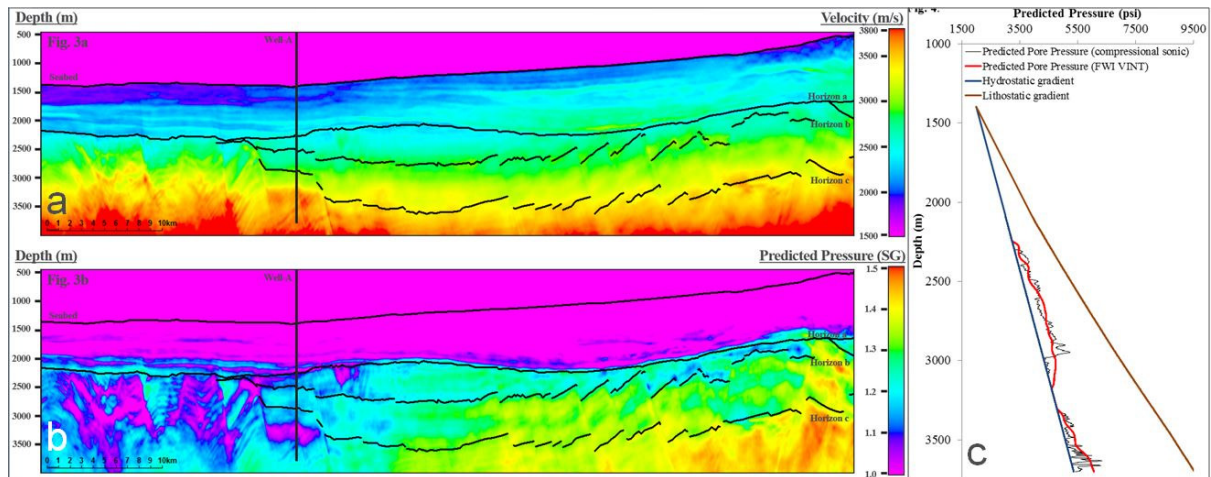 Depth (m)
Velocity (m/s)
500
1000
1500
2000
2500
3000
3500
Fig. 3a
Well-A
Seabed
Horizon a
Horizon b
Horizon c
a
0 1 2 3 4 5 6 7 8 9 10km
3800
3000
2000
1500
Depth (m)
Predicted Pressure (SG)
500
1000
1500
2000
2500
3000
3500
Fig. 3b
Well-A
Seabed
Horizon b
Horizon c
b
0 1 2 3 4 5 6 7 8 9 10km
1.5
1.4
1.3
1.2
1.1
1.0
Predicted Pressure (psi)
1500
3500
5500
7500
9500
1000
1500
2000
2500
3000
3500
Depth (m)
Predicted Pore Pressure (compressional sonic)
Predicted Pore Pressure (FWI VINT)
Hydrostatic gradient
Lithostatic gradient
c